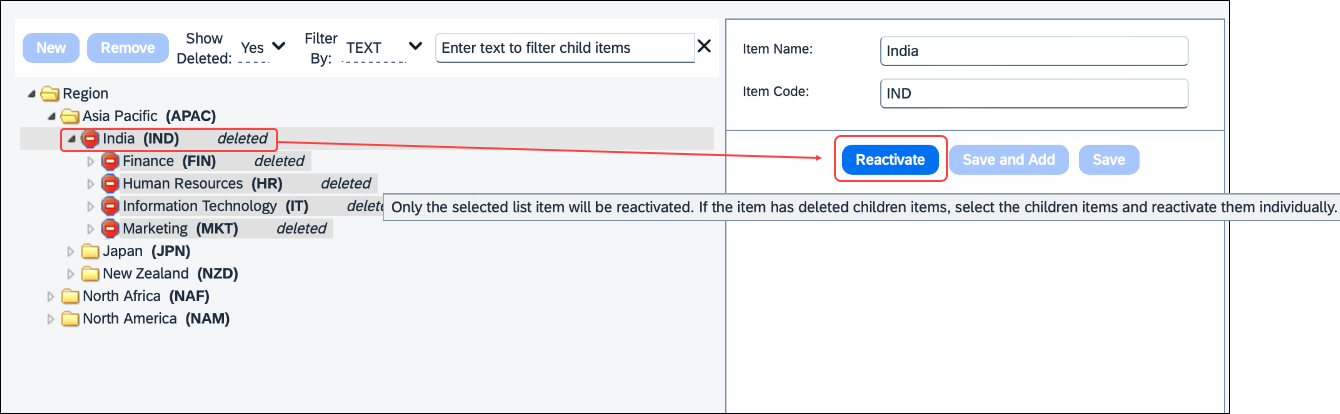 New Remove Show Deleted: Yes Filter By: TEXT Enter text to filter child items
Region
Asia Pacific (APAC)
India (IND) deleted
Finance (FIN) deleted
Human Resources (HR) deleted
Information Technology (IT)
Marketing (MKT) deleted
Japan (JPN)
New Zealand (NZD)
North Africa (NAF)
North America (NAM)
Item Name: India
Item Code: IND
Reactivate Save and Add Save
Only the selected list item will be reactivated. If the item has deleted children items, select the children items and reactivate them individually.